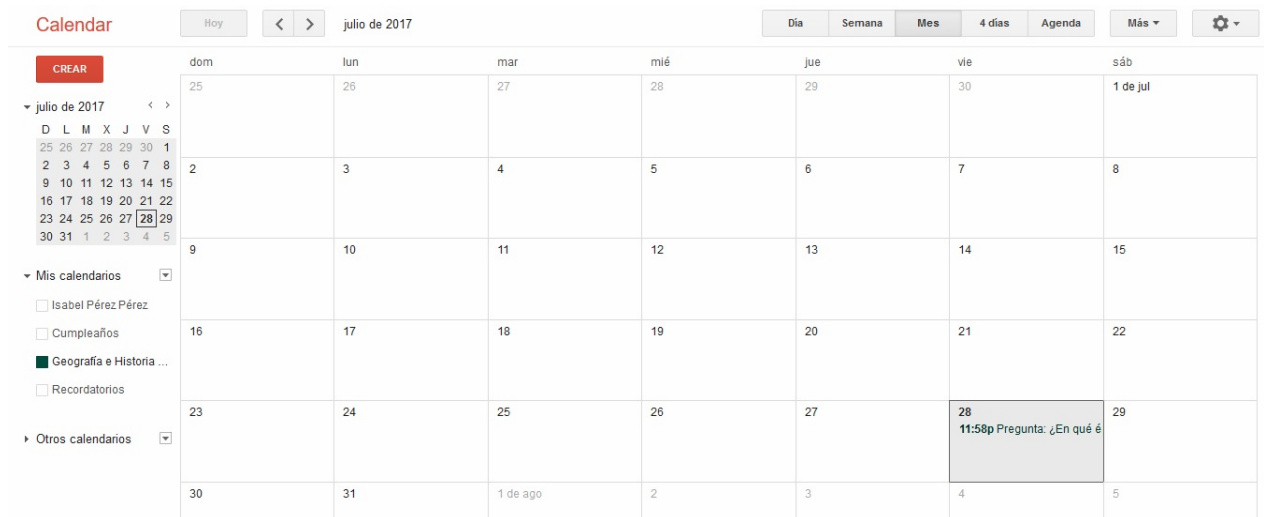 Calendar
Hoy
julio de 2017
Día Semana Mes 4 días Agenda
Más
CREAR
julio de 2017
D L M X J V S
25 26 27 28 29 30 1
2 3 4 5 6 7 8
9 10 11 12 13 14 15
16 17 18 19 20 21 22
23 24 25 26 27 28 29
30 31 1 2 3 4 5
Mis calendarios
Isabel Pérez Pérez
Cumpleaños
Geografía e Historia ...
Recordatorios
Otros calendarios
dom lun mar mié jue vie sáb
25 26 27 28 29 30 1 de jul
2 3 4 5 6 7 8
9 10 11 12 13 14 15
16 17 18 19 20 21 22
23 24 25 26 27 28 29
11:58p Pregunta: ¿En qué é
30 31 1 de ago 2 3 4 5